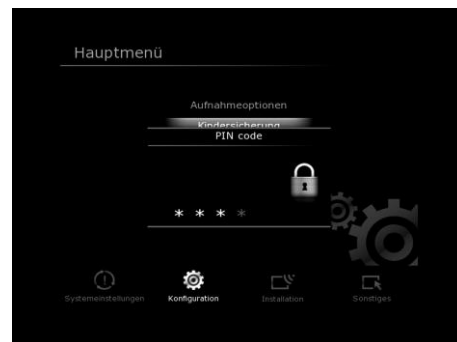 Hauptmenü
Aufnahmeoptionen
Kindersicherung
PIN code
* * * *
Systemeinstellungen Konfiguration Installation Sonstiges